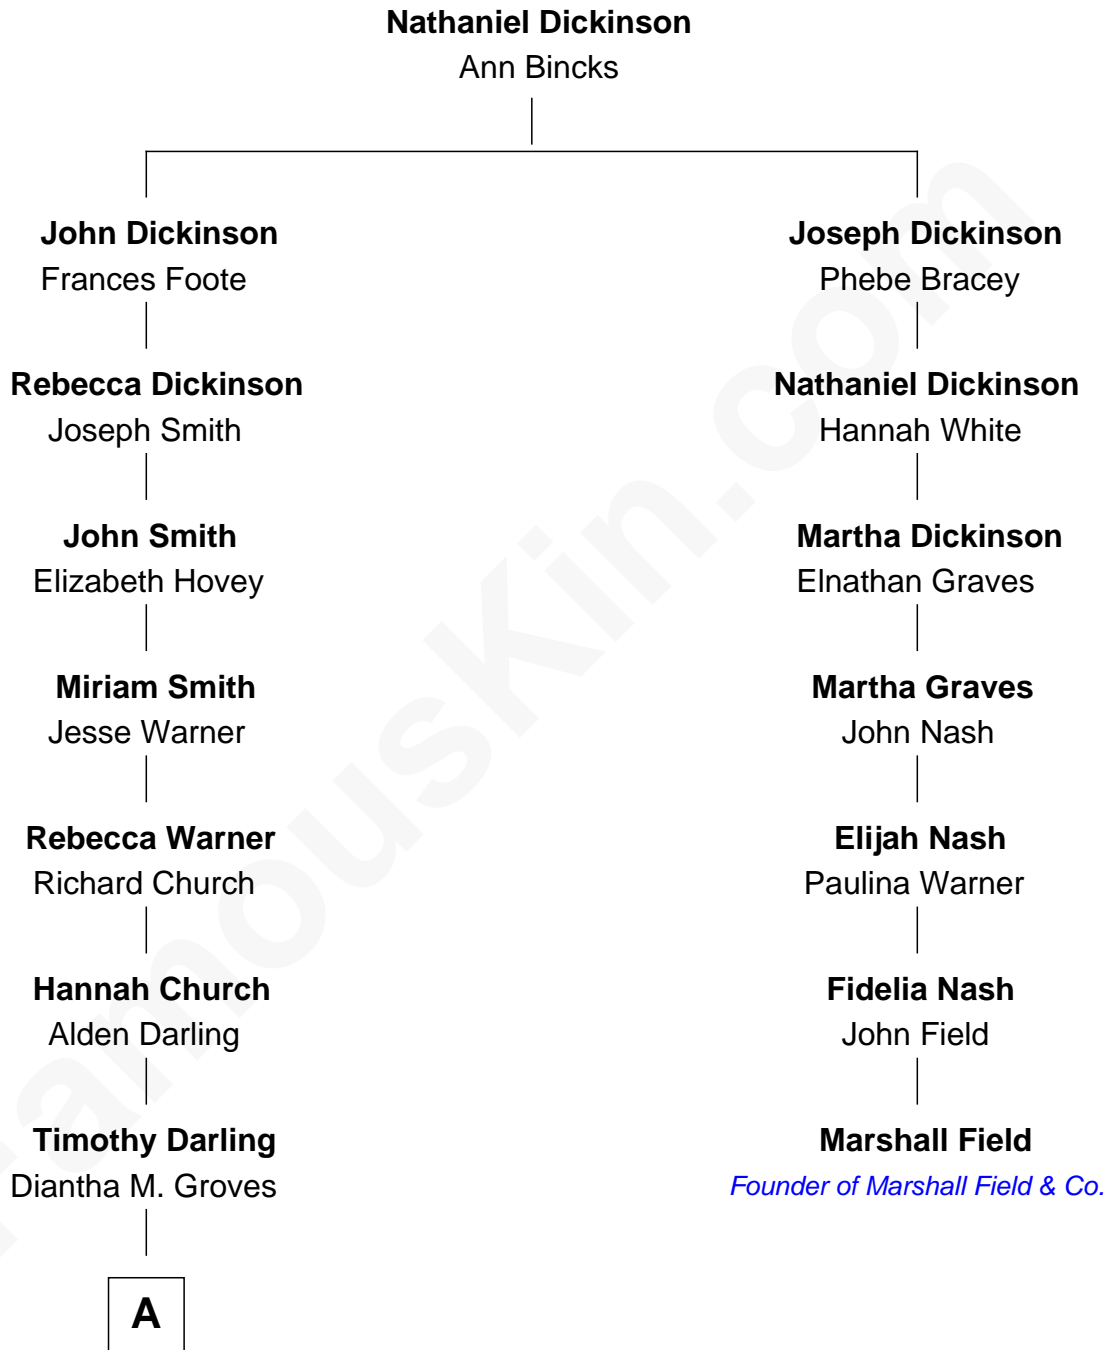 Nathaniel Dickinson
Ann Bincks
John Dickinson
Frances Foote
Joseph Dickinson
Phebe Bracey
Rebecca Dickinson
Joseph Smith
Nathaniel Dickinson
Hannah White
John Smith
Elizabeth Hovey
Martha Dickinson
Elnathan Graves
Miriam Smith
Jesse Warner
Martha Graves
John Nash
Rebecca Warner
Richard Church
Elijah Nash
Paulina Warner
Hannah Church
Alden Darling
Fidelia Nash
John Field
Timothy Darling
Diantha M. Groves
Marshall Field
Founder of Marshall Field & Co.
A
FamousKin.com